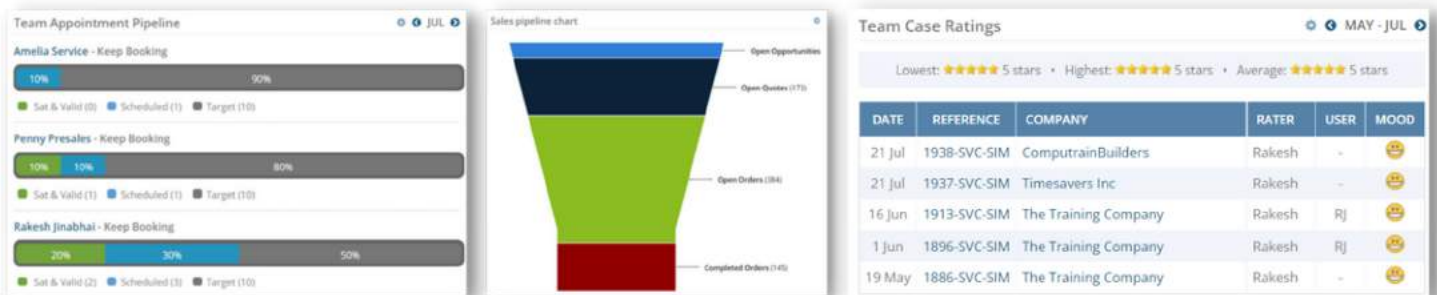 Team Appointment Pipeline
JUL
Amelia Service - Keep Booking
10% 90%
Sat & Valid (0) Scheduled (1) Target (10)
Penny Presales - Keep Booking
10% 10% 80%
Sat & Valid (1) Scheduled (1) Target (10)
Rakesh Jinabhai - Keep Booking
20% 30% 50%
Sat & Valid (2) Scheduled (3) Target (10)
Sales pipeline chart
Open Opportunities
Open Quotes (173)
Open Orders (384)
Completed Orders (145)
Team Case Ratings
MAY - JUL
Lowest: 5 stars • Highest: 5 stars • Average: 5 stars
DATE REFERENCE COMPANY RATER USER MOOD
21 Jul 1938-SVC-SIM ComputrainBuilders Rakesh -
21 Jul 1937-SVC-SIM Timesavers Inc Rakesh -
16 Jun 1913-SVC-SIM The Training Company Rakesh RJ
1 Jun 1896-SVC-SIM The Training Company Rakesh RJ
19 May 1886-SVC-SIM The Training Company Rakesh -